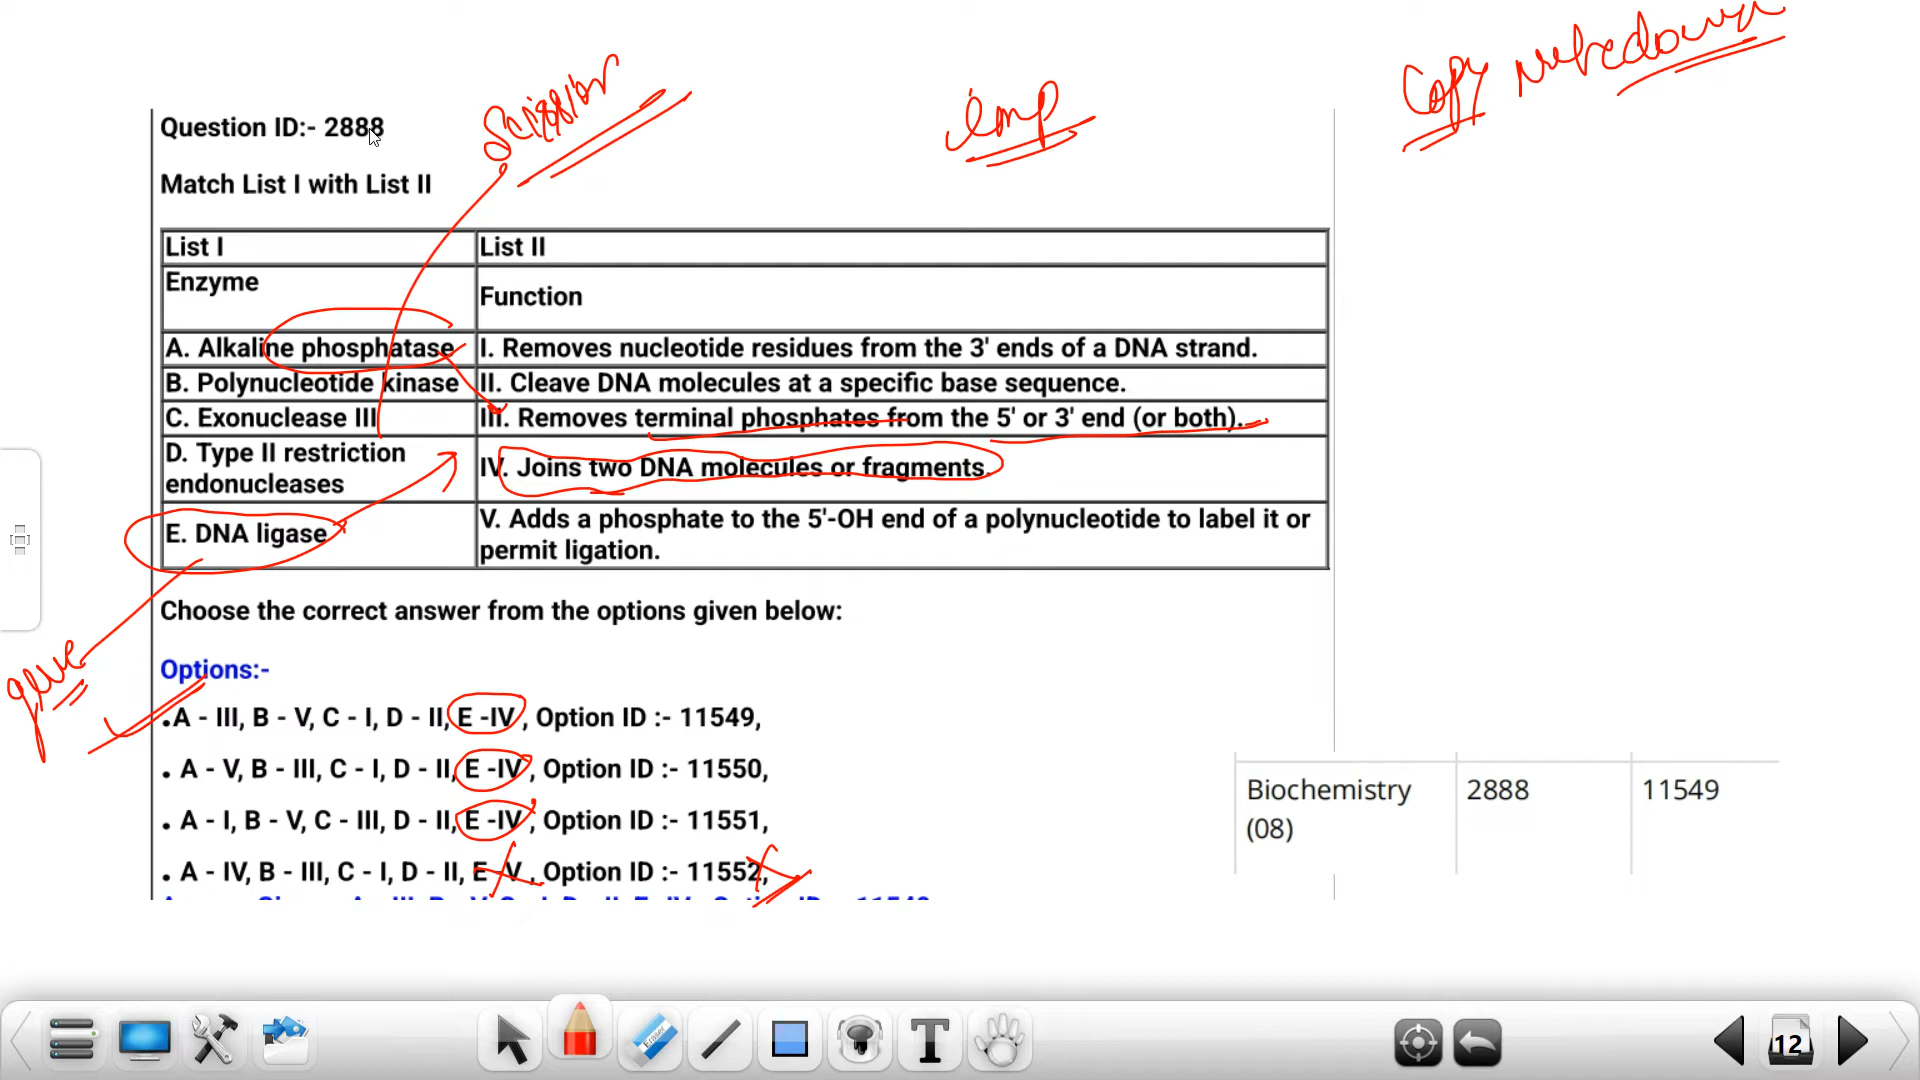 Copy
Scissior
imp
Question ID:- 2888
Match List I with List II
List I
List II
Enzyme
Function
A. Alkaline phosphatase
I. Removes nucleotide residues from the 3' ends of a DNA strand.
B. Polynucleotide kinase
II. Cleave DNA molecules at a specific base sequence.
C. Exonuclease III
III. Removes terminal phosphates from the 5' or 3' end (or both).
D. Type II restriction
endonucleases
IV. Joins two DNA molecules or fragments.
E. DNA ligase
V. Adds a phosphate to the 5'-OH end of a polynucleotide to label it or
permit ligation.
Choose the correct answer from the options given below:
Options:-
.A - III, B - V, C - I, D - II, E -IV , Option ID :- 11549,
. A - V, B - III, C - I, D - II, E -IV , Option ID :- 11550,
. A - I, B - V, C - III, D - II, E -IV , Option ID :- 11551,
. A - IV, B - III, C - I, D - II, E - V , Option ID :- 11552,
Biochemistry
(08)
2888
11549
12